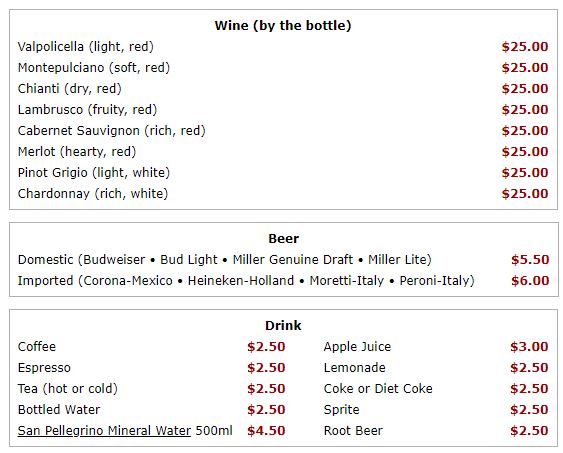 Wine (by the bottle)
Valpolicella (light, red) $25.00
Montepulciano (soft, red) $25.00
Chianti (dry, red) $25.00
Lambrusco (fruity, red) $25.00
Cabernet Sauvignon (rich, red) $25.00
Merlot (hearty, red) $25.00
Pinot Grigio (light, white) $25.00
Chardonnay (rich, white) $25.00
Beer
Domestic (Budweiser • Bud Light • Miller Genuine Draft • Miller Lite) $5.50
Imported (Corona-Mexico • Heineken-Holland • Moretti-Italy • Peroni-Italy) $6.00
Drink
Coffee $2.50 Apple Juice $3.00
Espresso $2.50 Lemonade $2.50
Tea (hot or cold) $2.50 Coke or Diet Coke $2.50
Bottled Water $2.50 Sprite $2.50
San Pellegrino Mineral Water 500ml $4.50 Root Beer $2.50